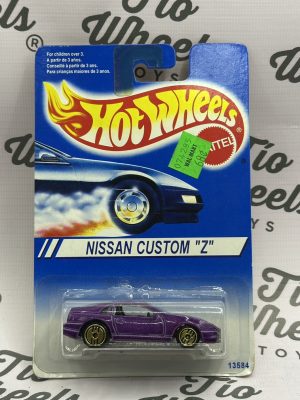 For children over 3.
A partir de 3 años.
Conseillé à partir de 3 ans.
Para crianças maiores de 3 anos.
Hot Wheels
®
MATTEL
WALMART
NISSAN CUSTOM "Z"
13584
Tio
Wheels
TOYS